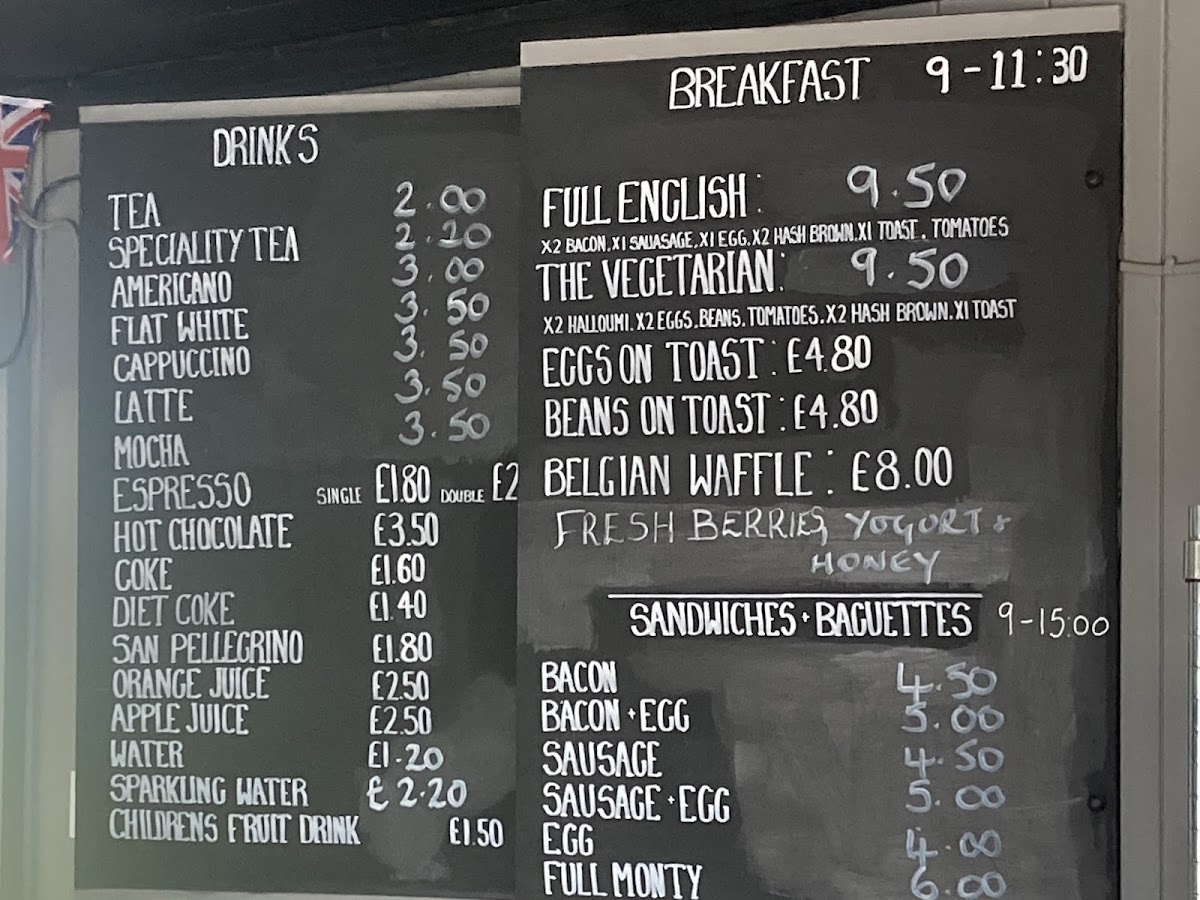 DRINKS
TEA 2.00
SPECIALITY TEA 2.20
AMERICANO 3.00
FLAT WHITE 3.50
CAPPUCCINO 3.50
LATTE 3.50
MOCHA 3.50
ESPRESSO SINGLE £1.80 DOUBLE £2
HOT CHOCOLATE £3.50
COKE £1.60
DIET COKE £1.40
SAN PELLEGRINO £1.80
ORANGE JUICE £2.50
APPLE JUICE £2.50
WATER £1.20
SPARKLING WATER £2.20
CHILDRENS FRUIT DRINK £1.50
BREAKFAST 9-11:30
FULL ENGLISH: 9.50
X2 BACON, X1 SAUASAGE, X1 EGG, X2 HASH BROWN, X1 TOAST, TOMATOES
THE VEGETARIAN: 9.50
X2 HALLOUMI, X2 EGGS, BEANS, TOMATOES, X2 HASH BROWN, X1 TOAST
EGGS ON TOAST: £4.80
BEANS ON TOAST: £4.80
BELGIAN WAFFLE: £8.00
FRESH BERRIES, YOGURT +
HONEY
SANDWICHES + BAGUETTES 9-15:00
BACON 4.50
BACON + EGG 5.00
SAUSAGE 4.50
SAUSAGE + EGG 5.00
EGG 4.00
FULL MONTY 6.00